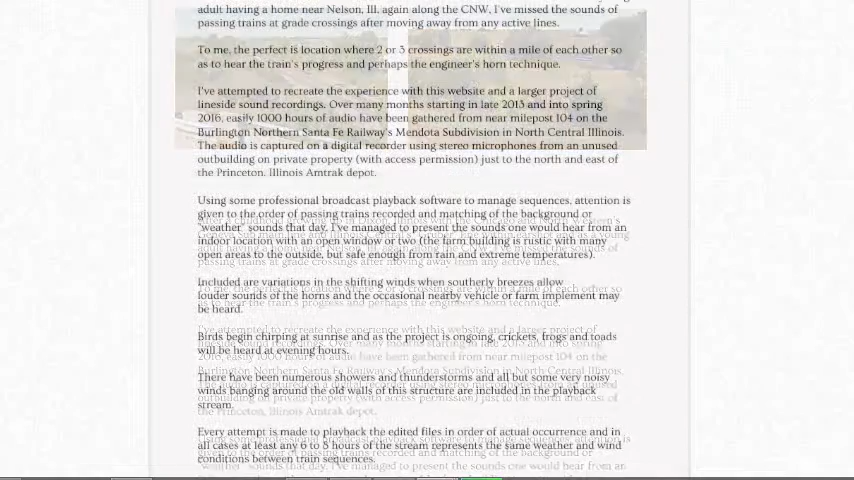 adult having a home near Nelson, Ill, again along the CNW, I've missed the sounds of
passing trains at grade crossings after moving away from any active lines.
To me, the perfect is location where 2 or 3 crossings are within a mile of each other so
as to hear the train's progress and perhaps the engineer's horn technique.
I've attempted to recreate the experience with this website and a larger project of
lineside sound recordings. Over many months starting in late 2015 and into spring
2016, easily 1000 hours of audio have been gathered from near milepost 104 on the
Burlington Northern Santa Fe Railway's Mendota Subdivision in North Central Illinois.
The audio is captured on a digital recorder using stereo microphones from an unused
outbuilding on private property (with access permission) just to the north and east of
the Princeton, Illinois Amtrak depot.
Using some professional broadcast playback software to manage sequences, attention is
given to the order of passing trains recorded and matching of the background or
"weather" sounds that day, I've managed to present the sounds one would hear from an
indoor location with an open window or two (the farm building is rustic with many
open areas to the outside, but safe enough from rain and extreme temperatures).
Included are variations in the shifting winds when southerly breezes allow
louder sounds of the horns and the occasional nearby vehicle or farm implement may
be heard.
Birds begin chirping at sunrise and as the project is ongoing, crickets, frogs and toads
will be heard at evening hours.
There have been numerous showers and thunderstorms and all but some very noisy
winds banging around the old walls of this structure are included in the playback
stream.
Every attempt is made to playback the edited files in order of actual occurrence and in
all cases at least any 6 to 8 hours of the stream represents the same weather and wind
conditions between train sequences.